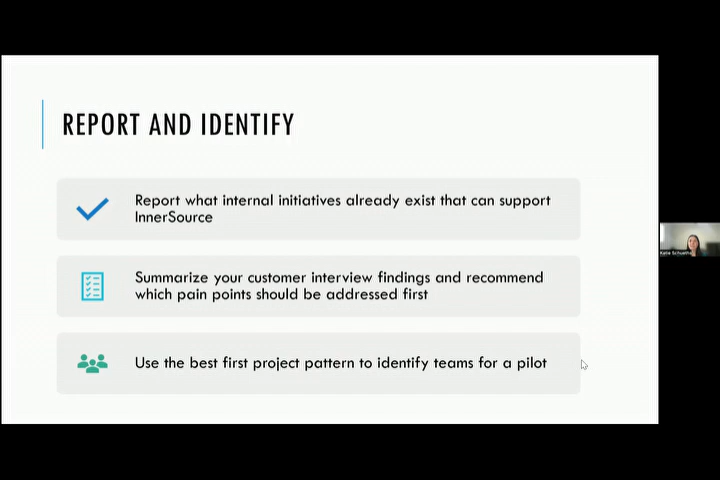 REPORT AND IDENTIFY
Report what internal initiatives already exist that can support
InnerSource
Summarize your customer interview findings and recommend
which pain points should be addressed first
Use the best first project pattern to identify teams for a pilot